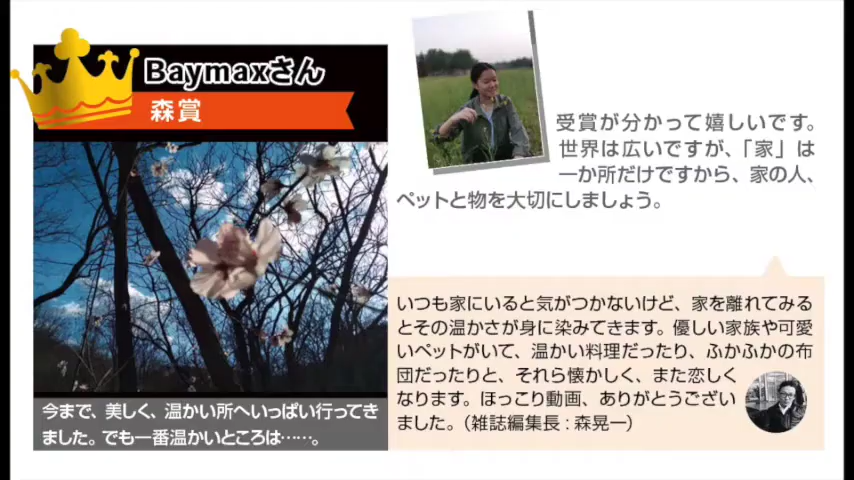 Baymaxさん
森賞
今まで、美しく、温かい所へいっぱい行ってき
ました。でも一番温かいところは……。
受賞が分かって嬉しいです。
世界は広いですが、「家」は
一か所だけですから、家の人、
ペットと物を大切にしましょう。
いつも家にいると気がつかないけど、家を離れてみる
とその温かさが身に染みてきます。優しい家族や可愛
いペットがいて、温かい料理だったり、ふかふかの布
団だったりと、それら懐かしく、また恋しく
なります。ほっこり動画、ありがとうござい
ました。(雑誌編集長:森晃一)